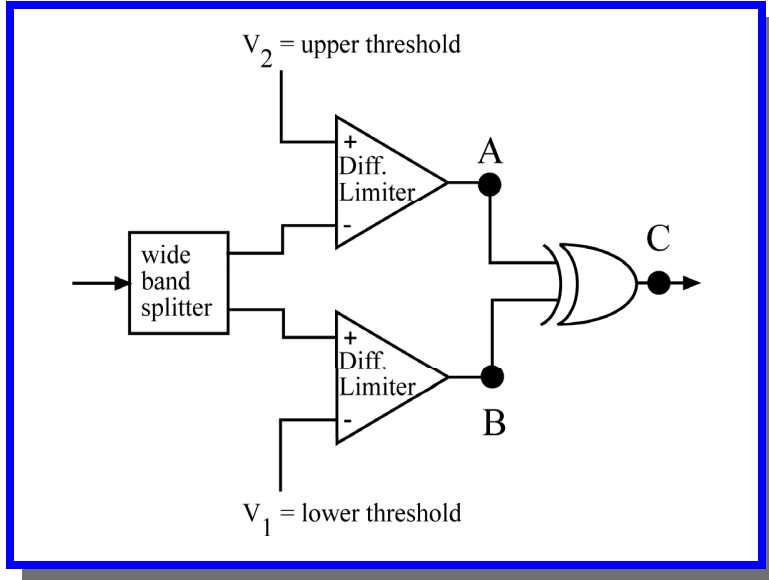 V2 = upper threshold
+
Diff.
Limiter
-
A
wide
band
splitter
C
+
Diff.
Limiter
-
B
V1 = lower threshold